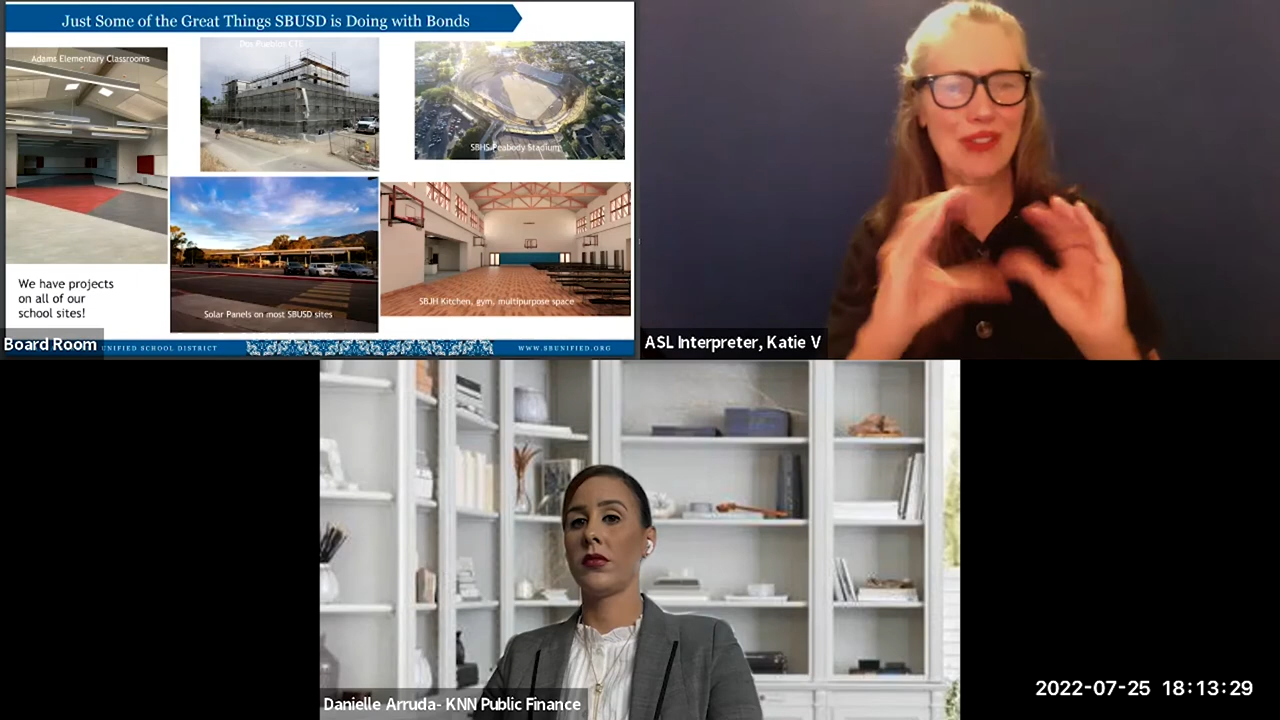 Just Some of the Great Things SBUSD is Doing with Bonds
Adams Elementary Classrooms
Dos Pueblos CTE
SBHS Peabody Stadium
Solar Panels on most SBUSD sites
SBJH Kitchen, gym, multipurpose space
We have projects
on all of our
school sites!
Board Room
UNIFIED SCHOOL DISTRICT
WWW.SBUNIFIED.ORG
ASL Interpreter, Katie V
Danielle Arruda- KNN Public Finance
2022-07-25 18:13:29